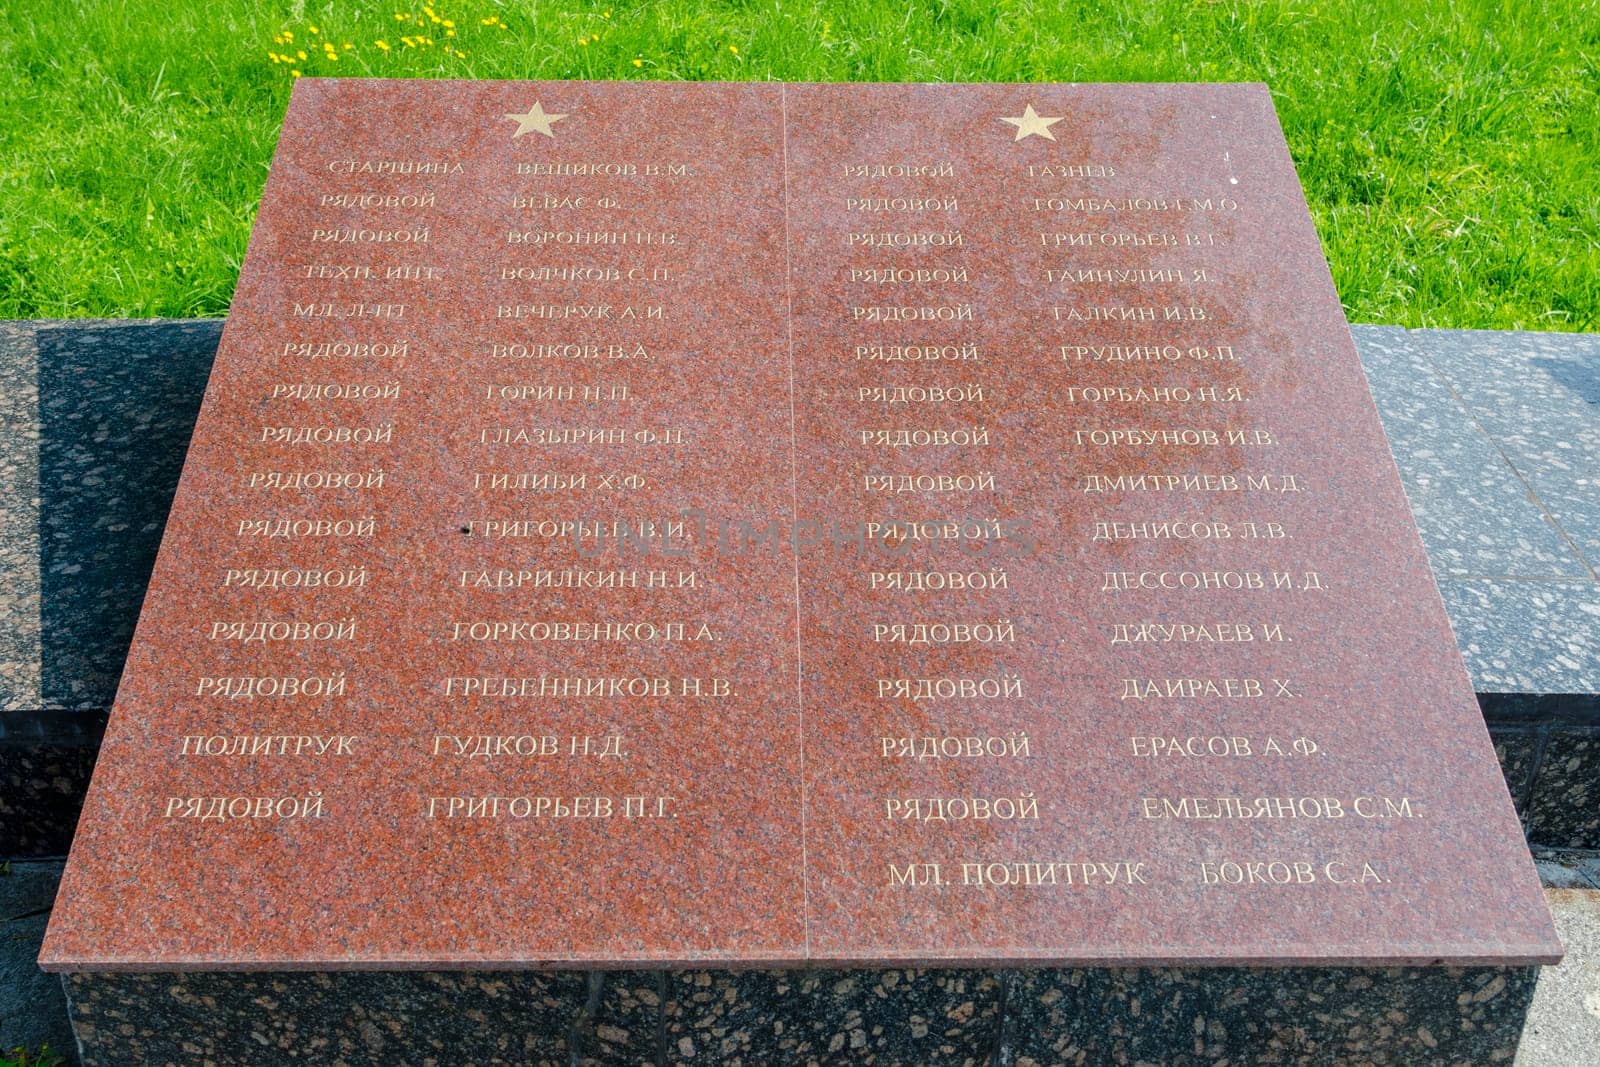 СТАРШИНА ВЕЩИКОВ В.М.
РЯДОВОЙ ВЕВАС Ф.
РЯДОВОЙ ВОРОНИН Н.В.
ТЕХН. ИНТ. ВОЛЧКОВ С.П.
МЛ. Л-НТ ВЕЧЕРУК А.И.
РЯДОВОЙ ВОЛКОВ В.А.
РЯДОВОЙ ГОРИН Н.П.
РЯДОВОЙ ГЛАЗЫРИН Ф.П.
РЯДОВОЙ ГИЛИБИ Х.Ф.
РЯДОВОЙ ГРИГОРЬЕВ В.И.
РЯДОВОЙ ГАВРИЛКИН Н.И.
РЯДОВОЙ ГОРКОВЕНКО П.А.
РЯДОВОЙ ГРЕБЕННИКОВ Н.В.
ПОЛИТРУК ГУДКОВ Н.Д.
РЯДОВОЙ ГРИГОРЬЕВ П.Г.
РЯДОВОЙ ГАЗНЕВ
РЯДОВОЙ ГОМБАЛОВ Г.М.О.
РЯДОВОЙ ГРИГОРЬЕВ В.Г.
РЯДОВОЙ ГАИНУЛИН Я.
РЯДОВОЙ ГАЛКИН И.В.
РЯДОВОЙ ГРУДИНО Ф.П.
РЯДОВОЙ ГОРБАНО Н.Я.
РЯДОВОЙ ГОРБУНОВ И.В.
РЯДОВОЙ ДМИТРИЕВ М.Д.
РЯДОВОЙ ДЕНИСОВ Л.В.
РЯДОВОЙ ДЕССОНОВ И.Д.
РЯДОВОЙ ДЖУРАЕВ И.
РЯДОВОЙ ДАИРАЕВ Х.
РЯДОВОЙ ЕРАСОВ А.Ф.
РЯДОВОЙ ЕМЕЛЬЯНОВ С.М.
МЛ. ПОЛИТРУК БОКОВ С.А.
UNETIMPHOTOS